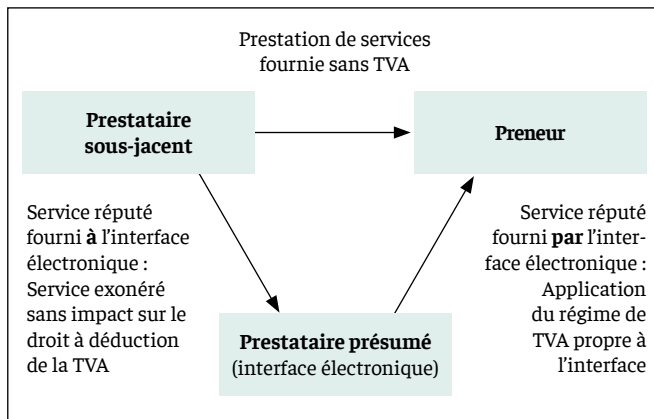 Prestation de services
fournie sans TVA
Prestataire
sous-jacent
Preneur
Service réputé
fourni à l’interface
électronique :
Service exonéré
sans impact sur le
droit à déduction
de la TVA
Service réputé
fourni par l’inter-
face électronique :
Application
du régime de
TVA propre à
l’interface
Prestataire présumé
(interface électronique)